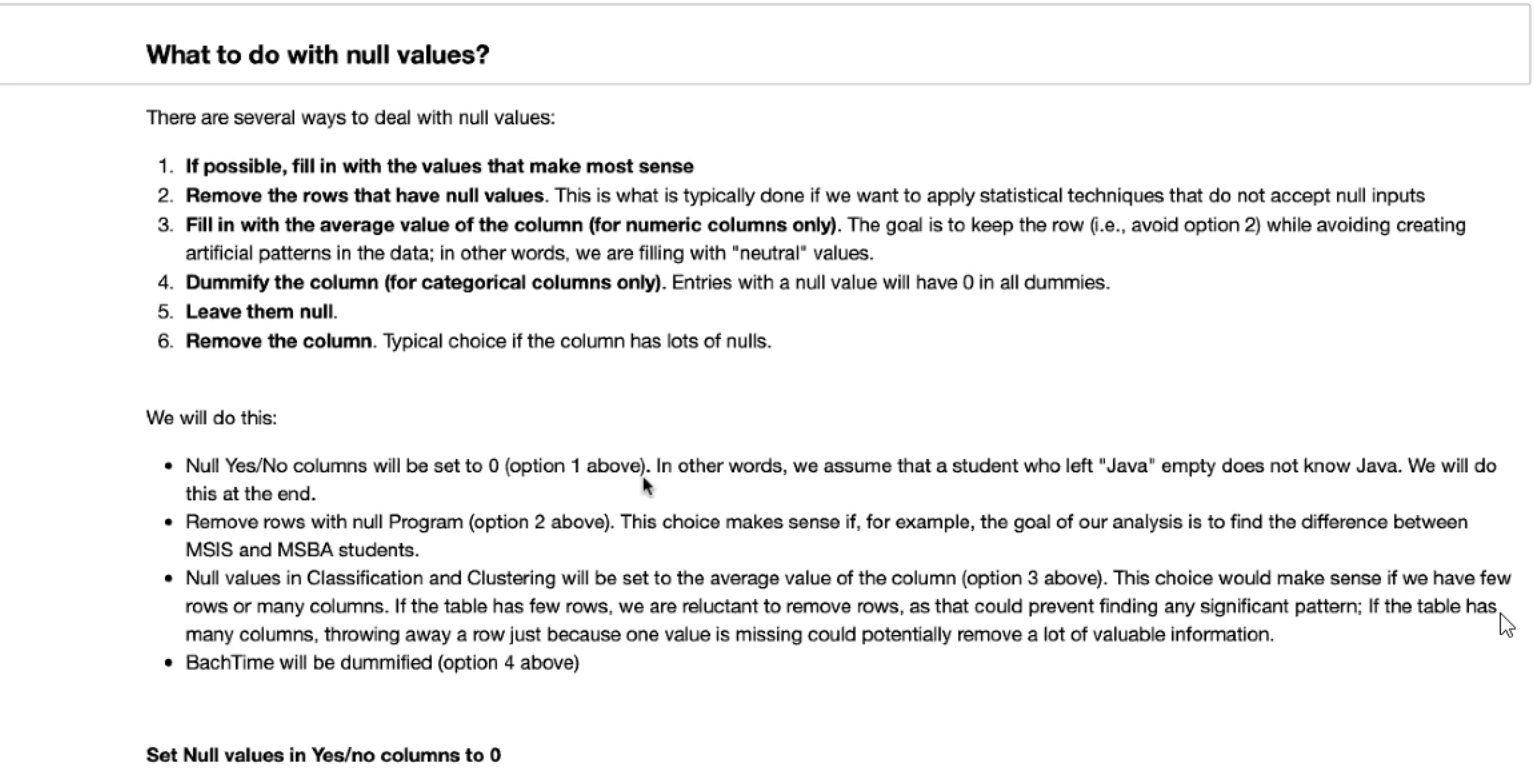 What to do with null values?
There are several ways to deal with null values:
1. If possible, fill in with the values that make most sense
2. Remove the rows that have null values. This is what is typically done if we want to apply statistical techniques that do not accept null inputs
3. Fill in with the average value of the column (for numeric columns only). The goal is to keep the row (i.e., avoid option 2) while avoiding creating
artificial patterns in the data; in other words, we are filling with "neutral" values.
4. Dummify the column (for categorical columns only). Entries with a null value will have 0 in all dummies.
5. Leave them null.
6. Remove the column. Typical choice if the column has lots of nulls.
We will do this:
• Null Yes/No columns will be set to 0 (option 1 above). In other words, we assume that a student who left "Java" empty does not know Java. We will do
this at the end.
• Remove rows with null Program (option 2 above). This choice makes sense if, for example, the goal of our analysis is to find the difference between
MSIS and MSBA students.
• Null values in Classification and Clustering will be set to the average value of the column (option 3 above). This choice would make sense if we have few
rows or many columns. If the table has few rows, we are reluctant to remove rows, as that could prevent finding any significant pattern; If the table has
many columns, throwing away a row just because one value is missing could potentially remove a lot of valuable information.
• BachTime will be dummified (option 4 above)
Set Null values in Yes/no columns to 0